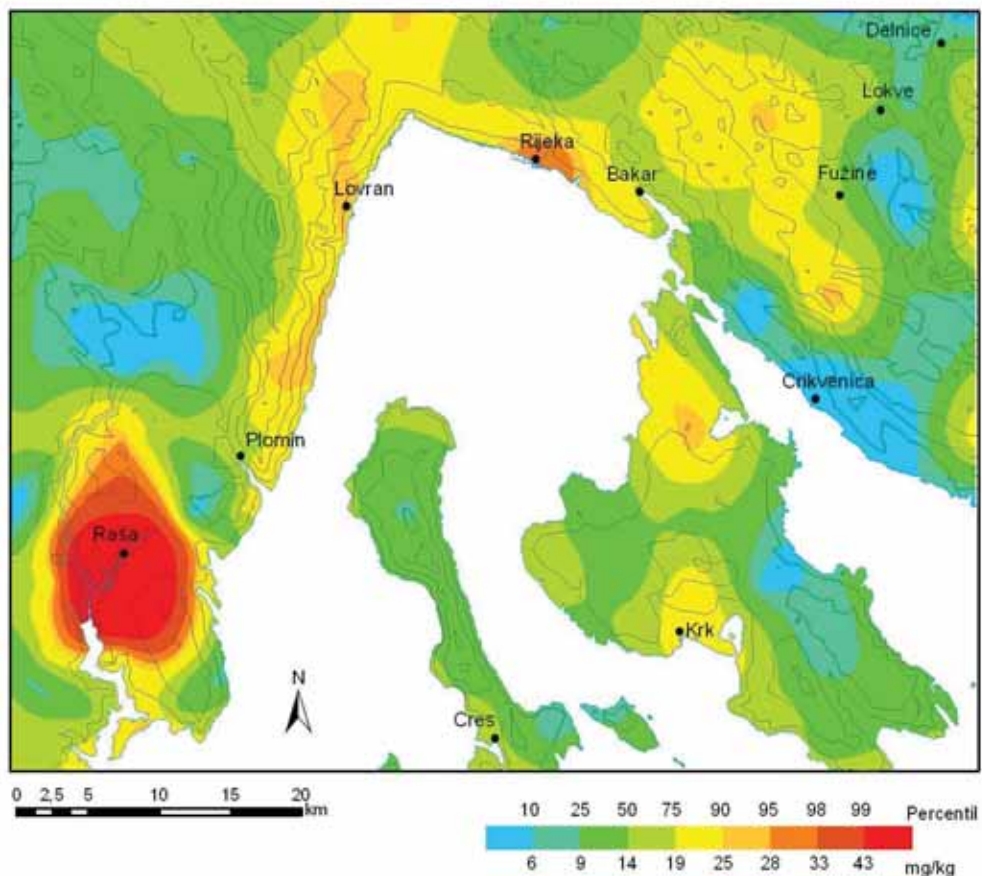 Delnice
Lokve
Rijeka
Bakar
Fužine
Lovran
Crikvenica
Plomin
Raša
Krk
N
Cres
0 2,5 5 10 15 20
km
10 25 50 75 90 95 98 99 Percentil
6 9 14 19 25 28 33 43 mg/kg